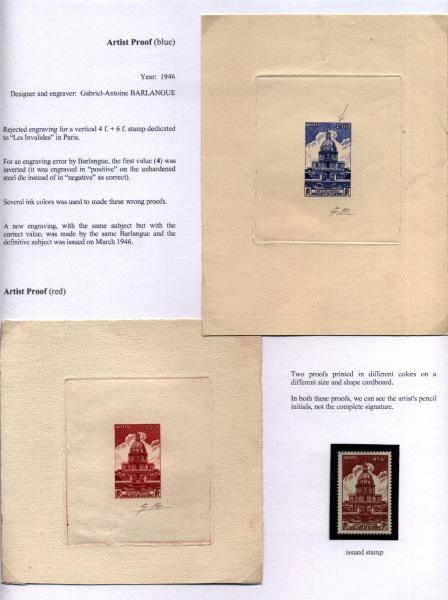 Artist Proof (blue)
Year: 1946
Designer and engraver: Gabriel-Antoine BARLANGUE
Rejected engraving for a vertical 4 f. + 6 f. stamp dedicated
to "Les Invalides" in Paris.
For an engraving error by Barlangue, the first value (4) was
inverted (it was engraved in "positive" on the unhardened
steel die instead of in "negative" as correct).
Several ink colors was used to made these wrong proofs.
A new engraving, with the same subject but with the
correct value, was made by the same Barlangue and the
definitive subject was issued on March 1946.
Artist Proof (red)
Two proofs printed in different colors on a
different size and shape cardboard.
In both these proofs, we can see the artist's pencil
initials, not the complete signature.
issued stamp